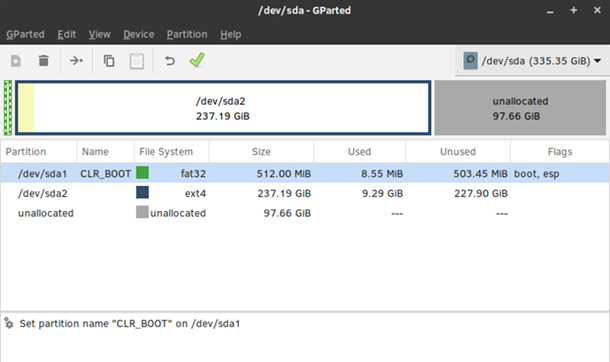 /dev/sda - GParted
GParted Edit View Device Partition Help
/dev/sda (335.35 GiB)
/dev/sda2
237.19 GiB
unallocated
97.66 GiB
Partition Name File System Size Used Unused Flags
/dev/sda1 CLR_BOOT fat32 512.00 MiB 8.55 MiB 503.45 MiB boot, esp
/dev/sda2 ext4 237.19 GiB 9.29 GiB 227.90 GiB
unallocated unallocated 97.66 GiB --- ---
Set partition name "CLR_BOOT" on /dev/sda1